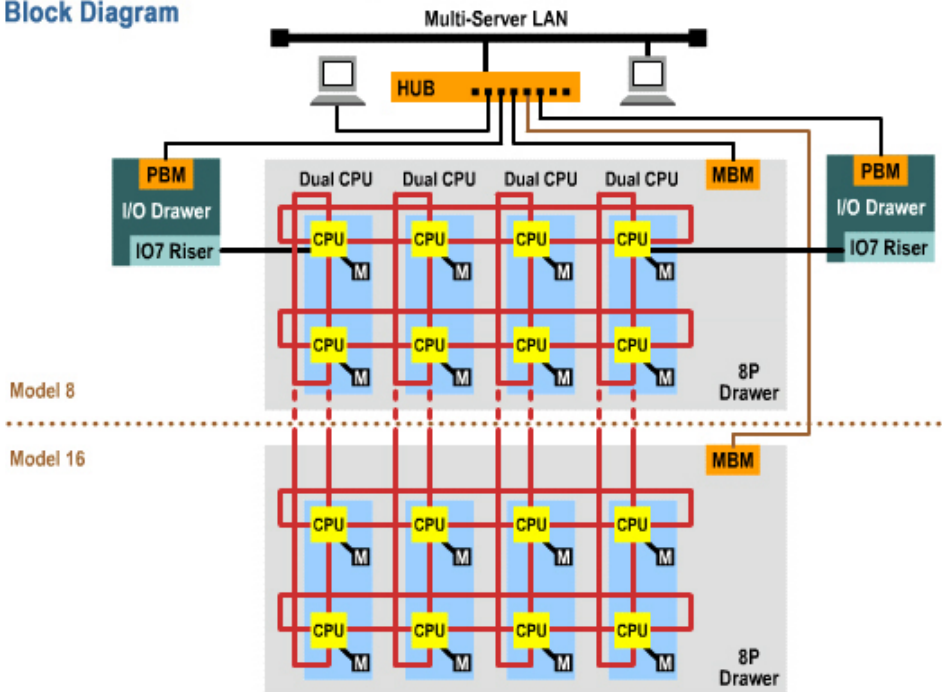 Block Diagram
Multi-Server LAN
HUB
PBM
I/O Drawer
IO7 Riser
Dual CPU Dual CPU Dual CPU Dual CPU
MBM
PBM
I/O Drawer
IO7 Riser
CPU CPU CPU CPU
M M M M
CPU CPU CPU CPU
M M M M
8P
Drawer
Model 8
Model 16
MBM
CPU CPU CPU CPU
M M M M
CPU CPU CPU CPU
M M M M
8P
Drawer